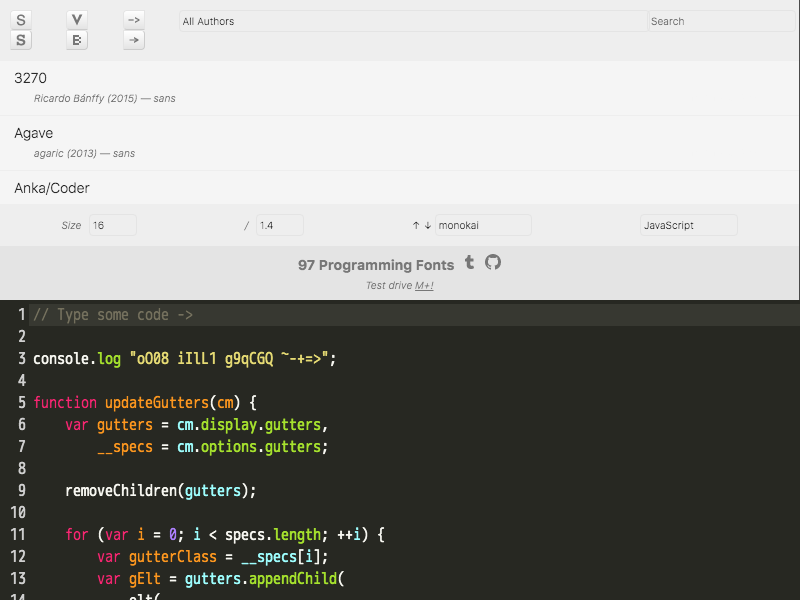 S V ->
All Authors Search
S B →
3270
Ricardo Bánffy (2015) — sans
Agave
agaric (2013) — sans
Anka/Coder
Size 16 / 1.4 ↑ ↓ monokai JavaScript
97 Programming Fonts
Test drive M+!
1 // Type some code ->
2
3 console.log "oO08 iIlL1 g9qCGQ ~-+=>";
4
5 function updateGutters(cm) {
6 var gutters = cm.display.gutters,
7 __specs = cm.options.gutters;
8
9 removeChildren(gutters);
10
11 for (var i = 0; i < specs.length; ++i) {
12 var gutterClass = __specs[i];
13 var gElt = gutters.appendChild(
14 elt(